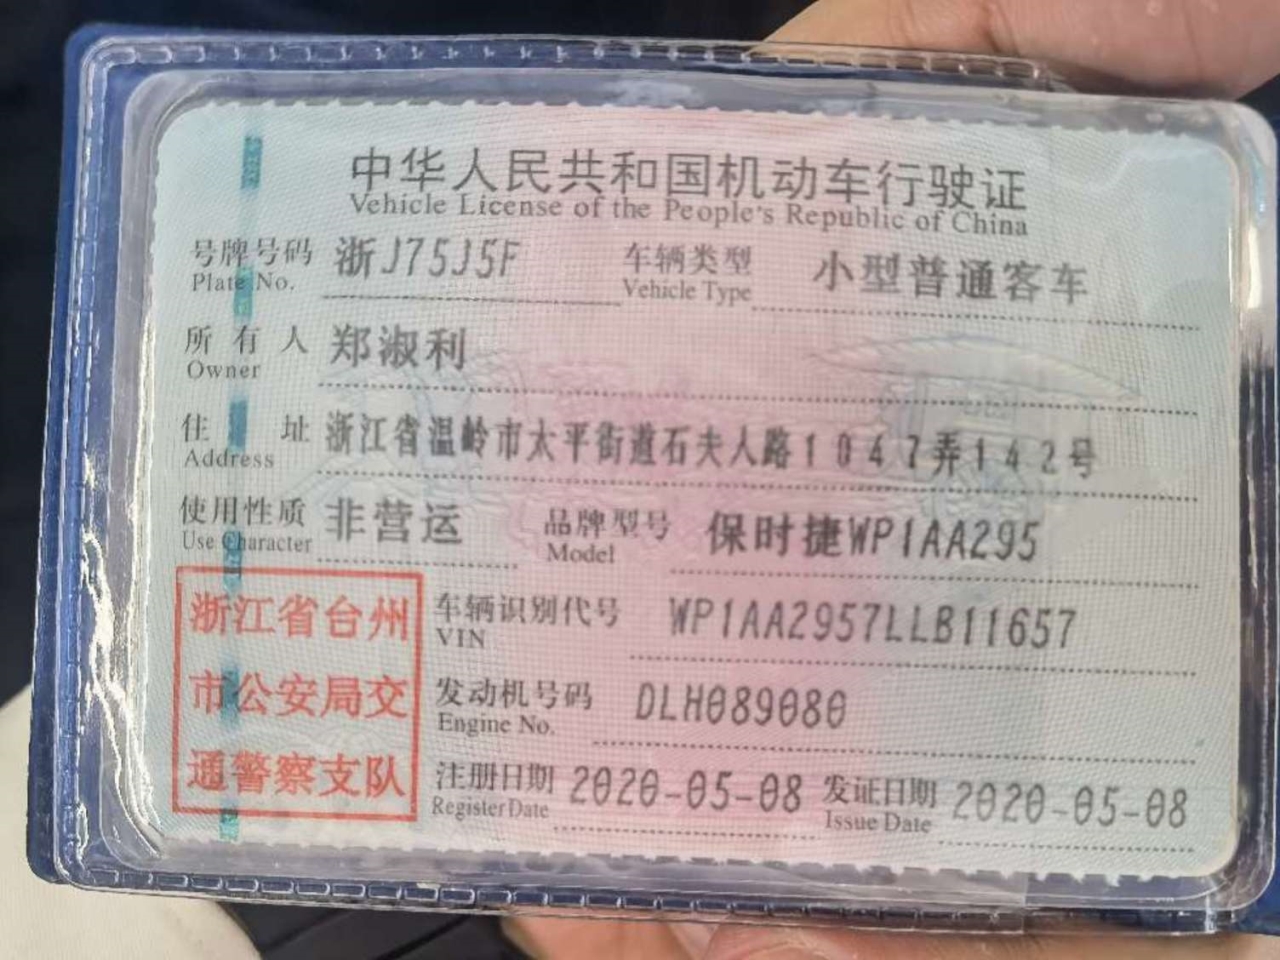 中华人民共和国机动车行驶证
Vehicle License of the People's Republic of China
号牌号码 浙J75J5F 车辆类型 小型普通客车
Plate No. Vehicle Type
所有人 郑淑利
Owner
住址 浙江省温岭市太平街道石夫人路1047弄142号
Address
使用性质 非营运 品牌型号 保时捷WP1AA295
Use Character Model
浙江省台州
市公安局交
通警察支队
车辆识别代号 WP1AA2957LLB11657
VIN
发动机号码 DLH089080
Engine No.
注册日期 2020-05-08 发证日期 2020-05-08
Register Date Issue Date